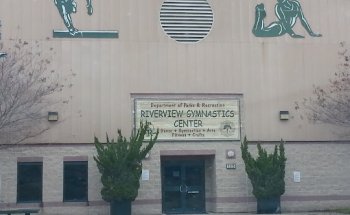 Department of Parks & Recreation
RIVERVIEW GYMNASTICS
CENTER
Dance • Gymnastics • Arts
Fitness • Crafts